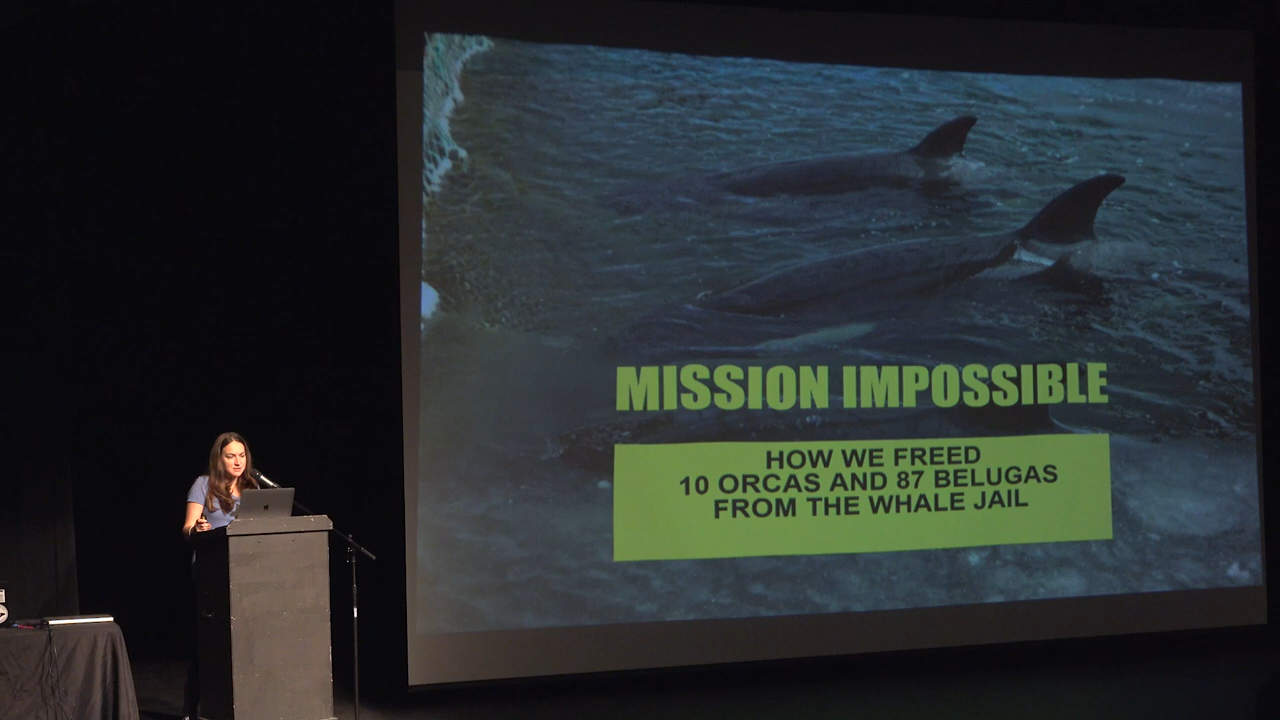 MISSION IMPOSSIBLE
HOW WE FREED
10 ORCAS AND 87 BELUGAS
FROM THE WHALE JAIL